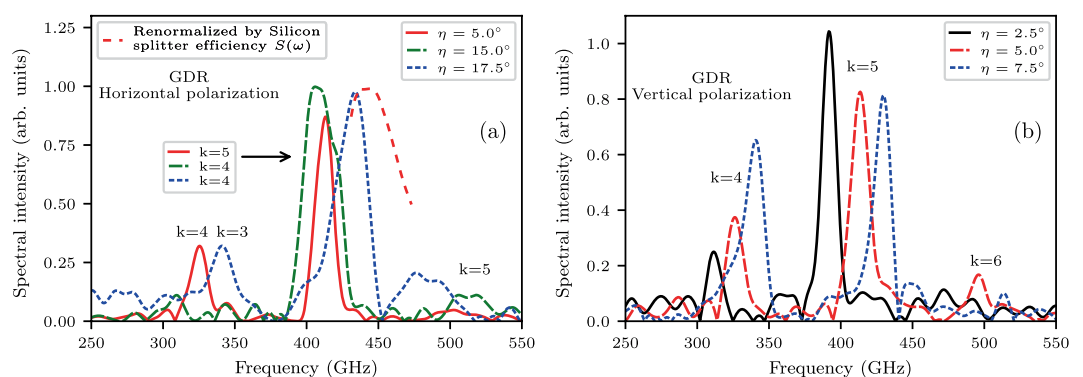 Renormalized by Silicon
splitter efficiency S(ω)
η = 5.0°
η = 15.0°
η = 17.5°
GDR
Horizontal polarization
(a)
k=5
k=4
k=4
k=4
k=3
k=5
1.25
1.00
0.75
0.50
0.25
0.00
Spectral intensity (arb. units)
250
300
350
400
450
500
550
Frequency (GHz)
η = 2.5°
η = 5.0°
η = 7.5°
GDR
Vertical polarization
(b)
k=5
k=4
k=6
1.0
0.8
0.6
0.4
0.2
0.0
Spectral intensity (arb. units)
250
300
350
400
450
500
550
Frequency (GHz)